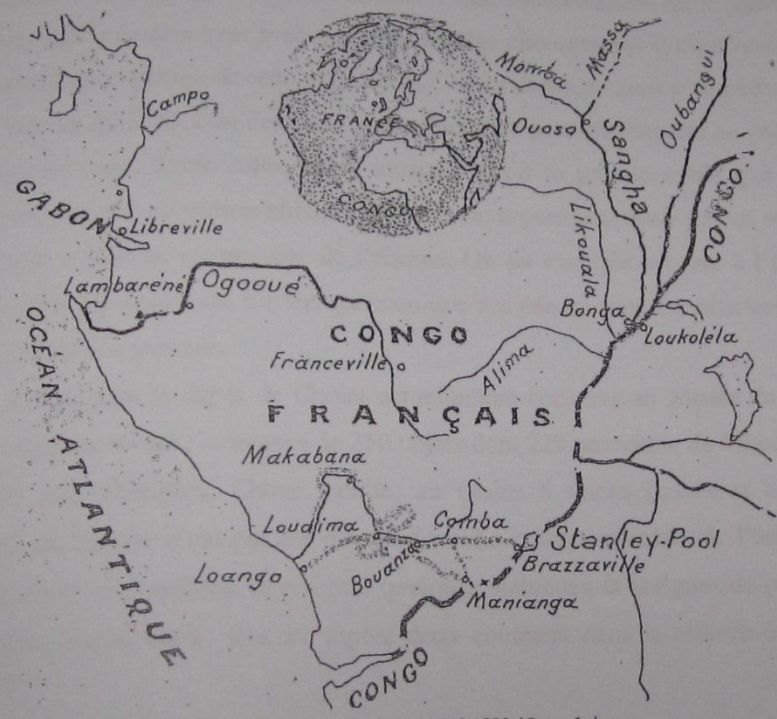 Momba
Massa
Campo
FRANCE
Ouoso
Sangha
Oubangui
CONGO
CONGO
GABON
Libreville
Likouala
Lambaréné
Ogooué
Bonga
Loukoléla
CONGO
Franceville
Alima
FRANÇAIS
OCÉAN ATLANTIQUE
Makabana
Loudima
Comba
Stanley-Pool
Bouanza
Brazzaville
Loango
Manianga
CONGO